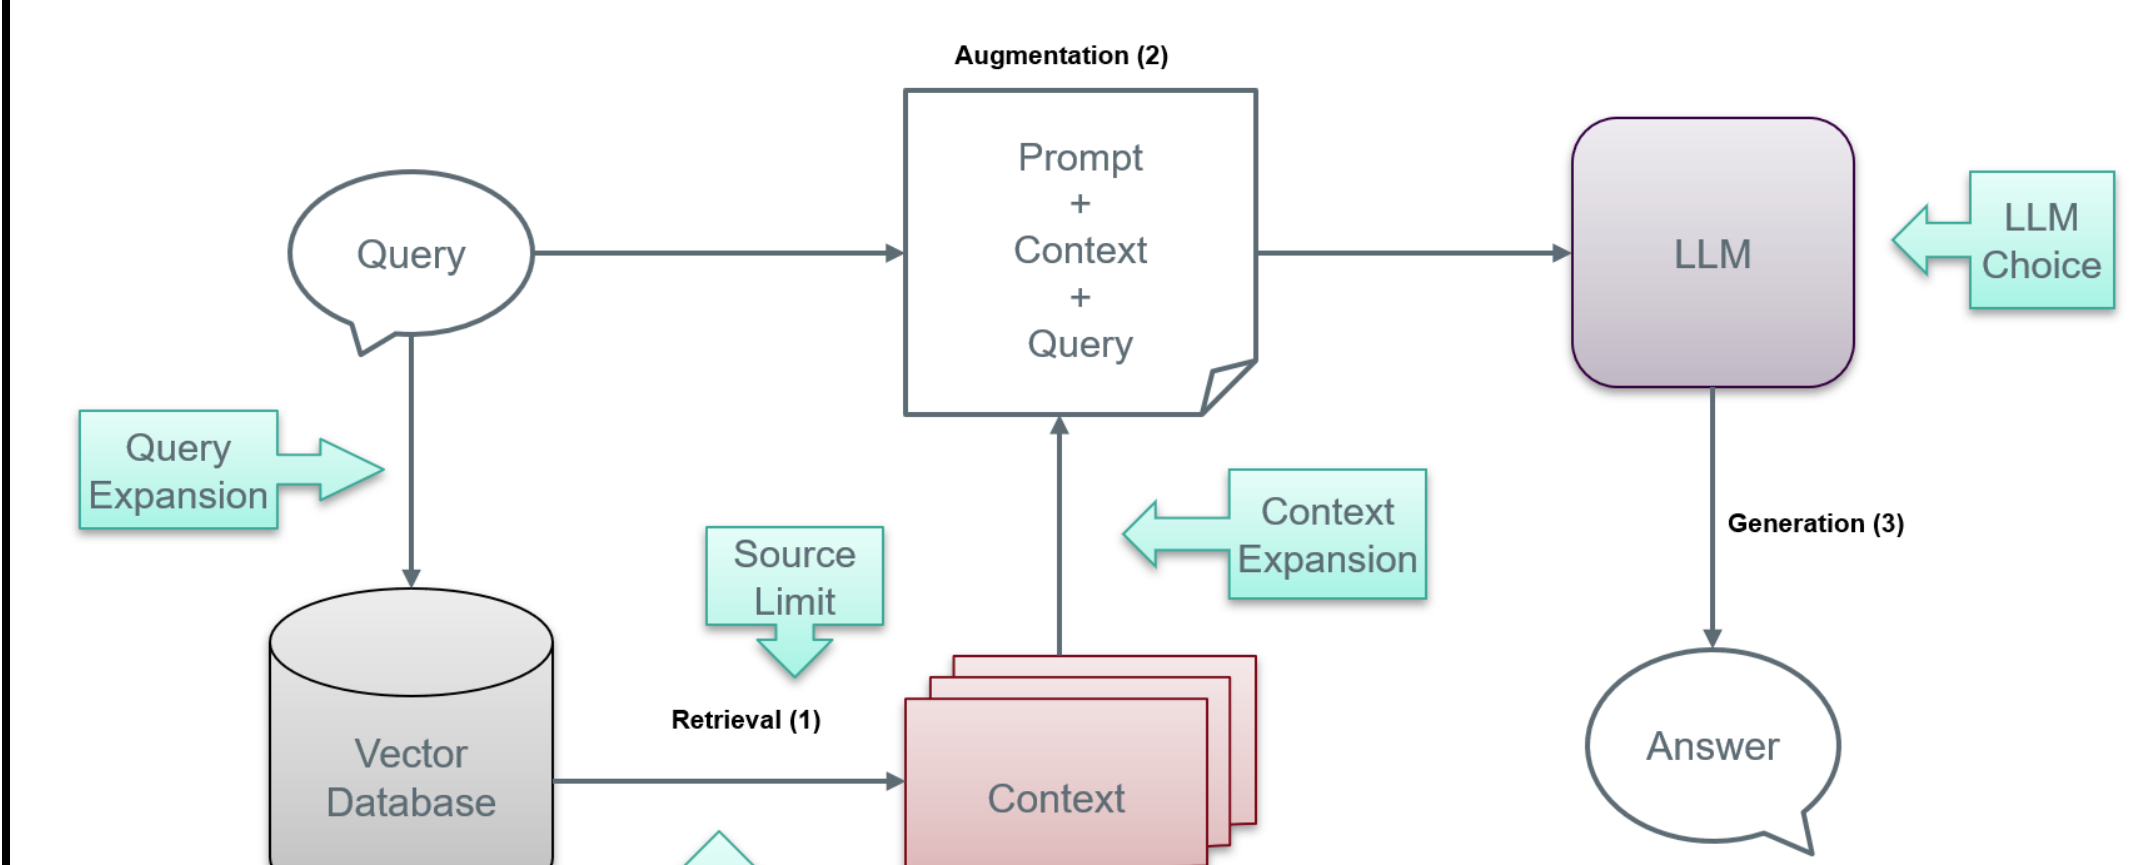 Augmentation (2)
Prompt
+
Context
+
Query
Query
LLM
LLM
Choice
Query
Expansion
Source
Limit
Context
Expansion
Generation (3)
Retrieval (1)
Vector
Database
Context
Answer